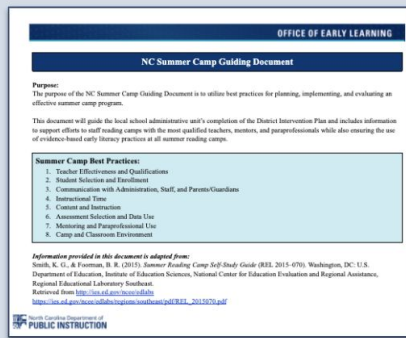 OFFICE OF EARLY LEARNING
NC Summer Camp Guiding Document
Purpose:
The purpose of the NC Summer Camp Guiding Document is to utilize best practices for planning, implementing, and evaluating an
effective summer camp program.
This document will guide the local school administrative unit's completion of the District Intervention Plan and includes information
to support efforts to staff reading camps with the most qualified teachers, mentors, and paraprofessionals while also ensuring the use
of evidence-based early literacy practices at all summer reading camps.
Summer Camp Best Practices:
1. Teacher Effectiveness and Qualifications
2. Student Selection and Enrollment
3. Communication with Administration, Staff, and Parents/Guardians
4. Instructional Time
5. Content and Instruction
6. Assessment Selection and Data Use
7. Mentoring and Paraprofessional Use
8. Camp and Classroom Environment
Information provided in this document is adapted from:
Smith, K. G., & Foorman, B. R. (2015). Summer Reading Camp Self-Study Guide (REL 2015–070). Washington, DC: U.S.
Department of Education, Institute of Education Sciences, National Center for Education Evaluation and Regional Assistance,
Regional Educational Laboratory Southeast.
Retrieved from http://ies.ed.gov/ncee/edlabs
https://ies.ed.gov/ncee/edlabs/regions/southeast/pdf/REL_2015070.pdf
North Carolina Department of
PUBLIC INSTRUCTION